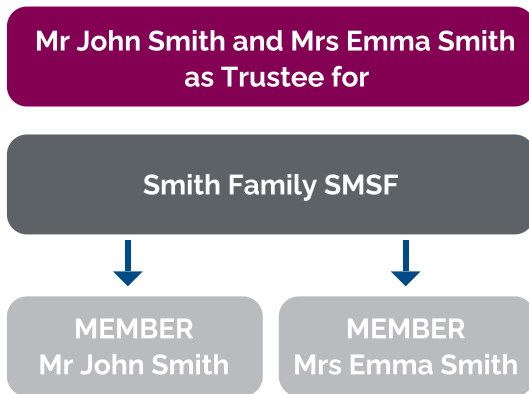 Mr John Smith and Mrs Emma Smith
as Trustee for
Smith Family SMSF
MEMBER
Mr John Smith
MEMBER
Mrs Emma Smith